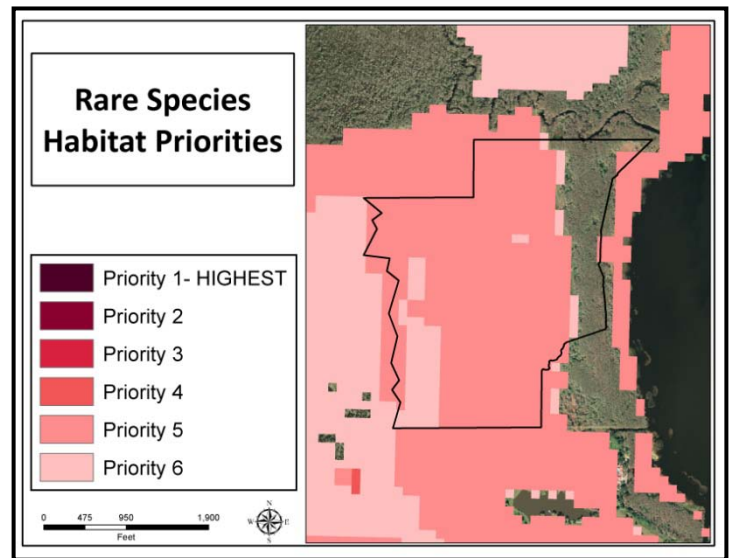 Rare Species
Habitat Priorities
Priority 1- HIGHEST
Priority 2
Priority 3
Priority 4
Priority 5
Priority 6
0 475 950 1,900
Feet
N
W E
S